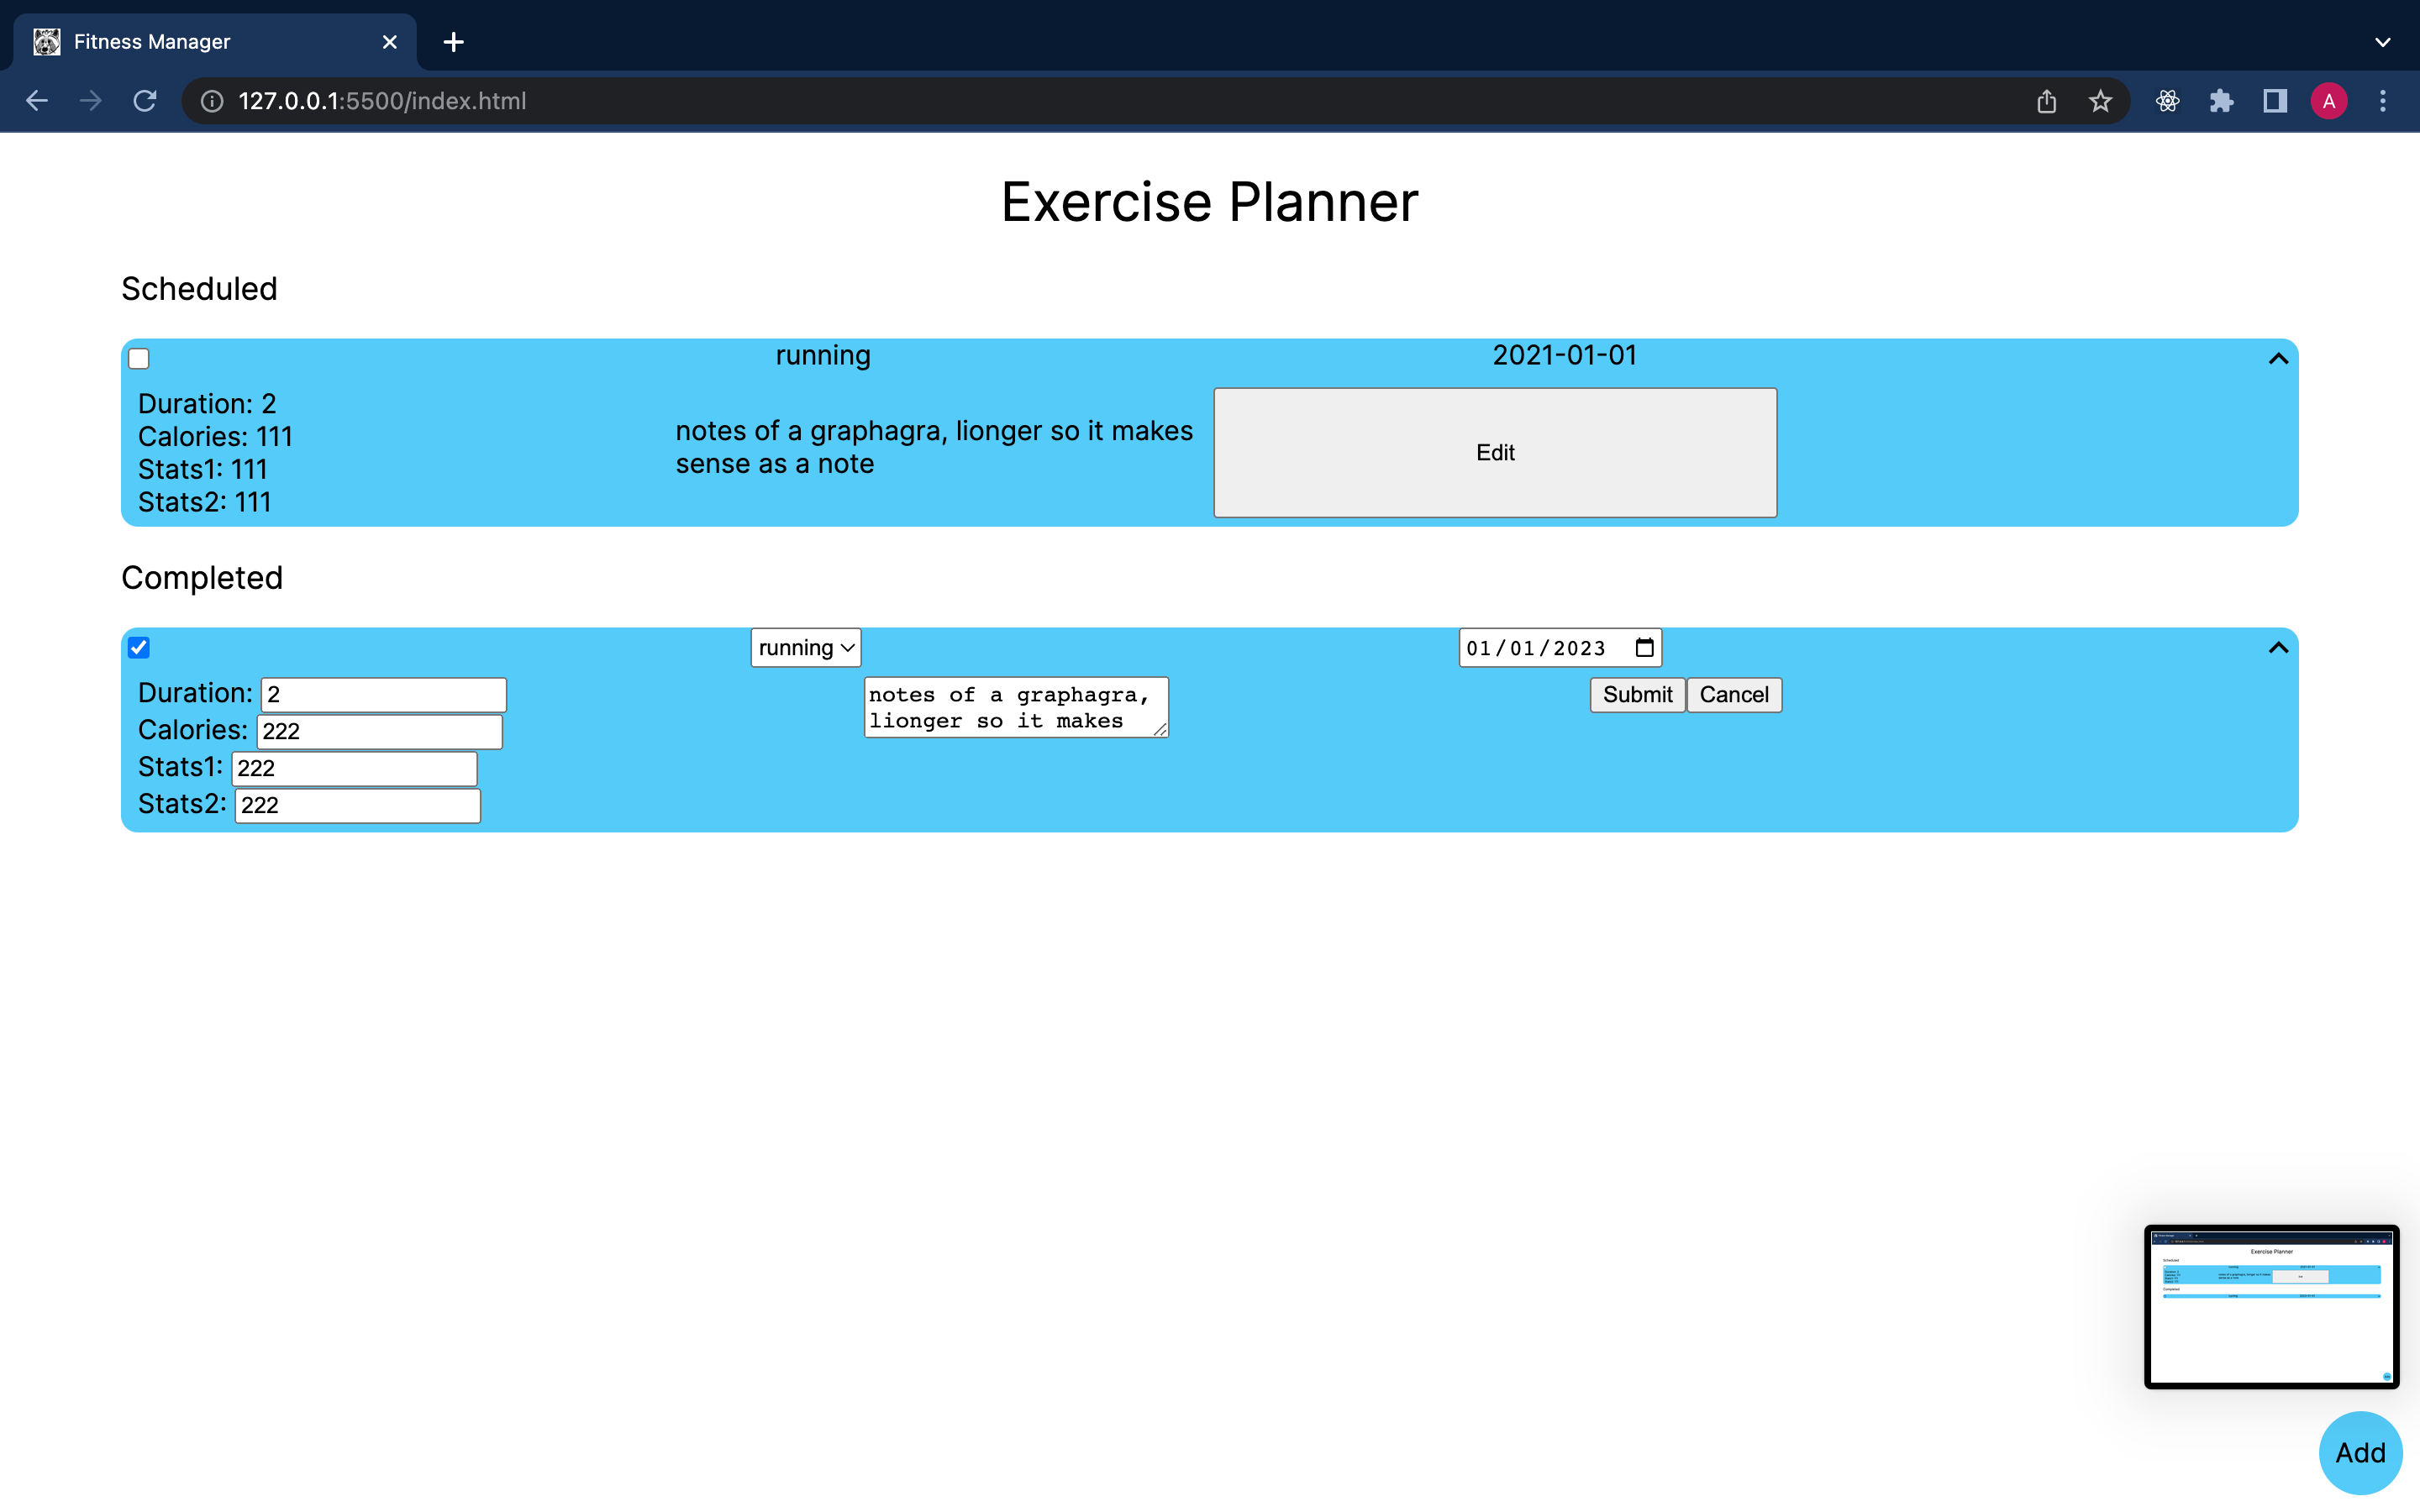 Fitness Manager
127.0.0.1:5500/index.html
A
Exercise Planner
Scheduled
running 2021-01-01
Duration: 2
Calories: 111
Stats1: 111
Stats2: 111
notes of a graphagra, lionger so it makes
sense as a note
Edit
Completed
running 01/01/2023
Duration: 2
Calories: 222
Stats1: 222
Stats2: 222
notes of a graphagra,
lionger so it makes
Submit Cancel
Exercise Planner
Add